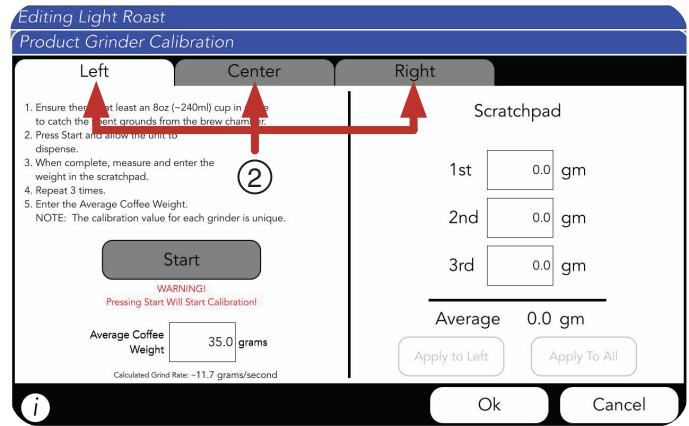 Editing Light Roast
Product Grinder Calibration
Left Center Right
1. Ensure at least an 8oz (~240ml) cup in
to catch the grounds from the brew chamber.
2. Press Start and allow the unit to
dispense.
3. When complete, measure and enter the
weight in the scratchpad.
4. Repeat 3 times.
5. Enter the Average Coffee Weight.
NOTE: The calibration value for each grinder is unique.
2
Start
WARNING!
Pressing Start Will Start Calibration!
Average Coffee
Weight 35.0 grams
Calculated Grind Rate: ~11.7 grams/second
Scratchpad
1st 0.0 gm
2nd 0.0 gm
3rd 0.0 gm
Average 0.0 gm
Apply to Left Apply To All
i Ok Cancel